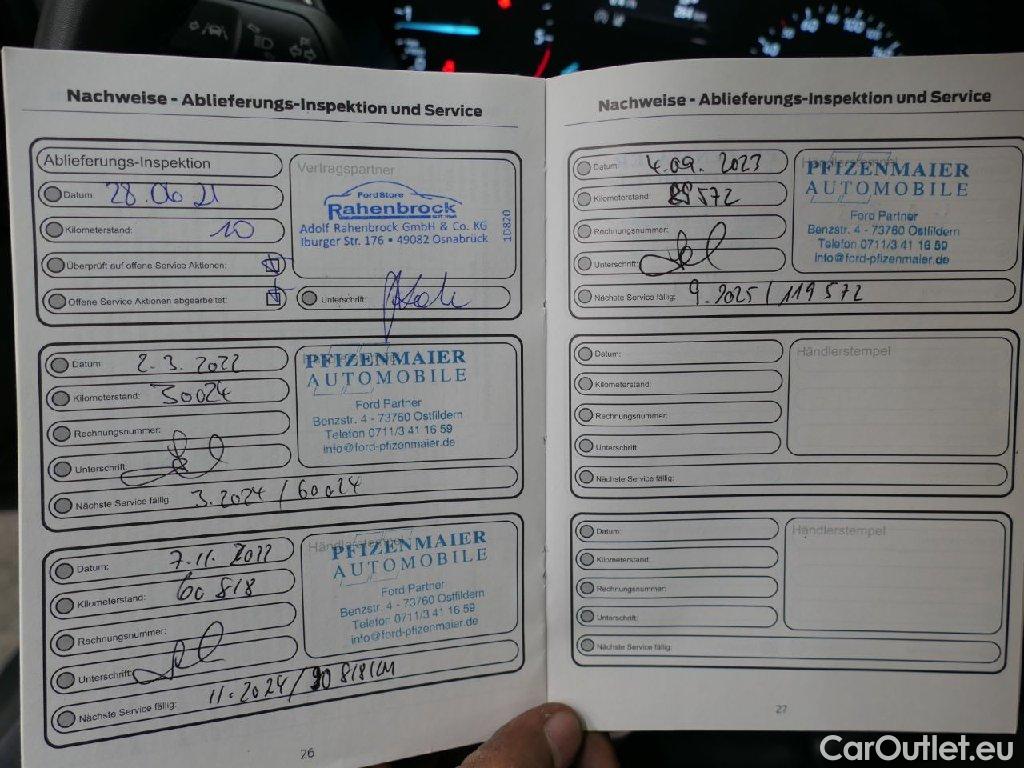 Nachweise - Ablieferungs-Inspektion und Service
Ablieferungs-Inspektion
Datum: 28.06.21
Kilometerstand: 10
Überprüft auf offene Service Aktionen:
Offene Service Aktionen abgearbeitet:
Vertragspartner
FordStore
Rahenbrock
Adolf Rahenbrock GmbH & Co. KG
Iburger Str. 176 • 49082 Osnabrück
10820
Unterschrift:
Datum: 2.3.2022
Kilometerstand: 30024
Rechnungsnummer:
Unterschrift:
Nächste Service fällig: 3.2024 / 60024
PFIZENMAIER
AUTOMOBILE
Ford Partner
Benzstr. 4 - 73760 Ostfildern
Telefon 0711/3 41 16 59
info@ford-pfizenmaier.de
Datum: 7.11.2022
Kilometerstand: 60818
Rechnungsnummer:
Unterschrift:
Nächste Service fällig: 11.2024 / 90818 KM
PFIZENMAIER
AUTOMOBILE
Ford Partner
Benzstr. 4 - 73760 Ostfildern
Telefon 0711/3 41 16 59
info@ford-pfizenmaier.de
26
Nachweise - Ablieferungs-Inspektion und Service
Datum: 4.09.2023
Kilometerstand: 89572
Rechnungsnummer:
Unterschrift:
Nächste Service fällig: 9.2025 / 119572
PFIZENMAIER
AUTOMOBILE
Ford Partner
Benzstr. 4 - 73760 Ostfildern
Telefon 0711/3 41 16 59
info@ford-pfizenmaier.de
Datum:
Kilometerstand:
Rechnungsnummer:
Unterschrift:
Nächste Service fällig:
Händlerstempel
Datum:
Kilometerstand:
Rechnungsnummer:
Unterschrift:
Nächste Service fällig:
Händlerstempel
27
CarOutlet.eu